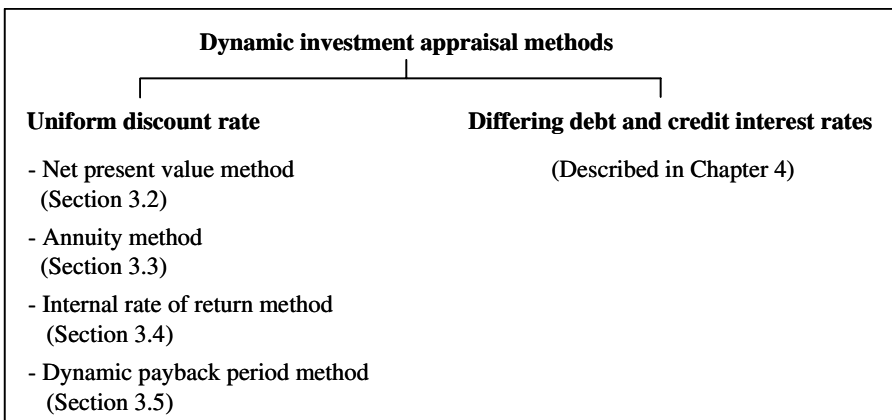 Dynamic investment appraisal methods
Uniform discount rate
- Net present value method
(Section 3.2)
- Annuity method
(Section 3.3)
- Internal rate of return method
(Section 3.4)
- Dynamic payback period method
(Section 3.5)
Differing debt and credit interest rates
(Described in Chapter 4)